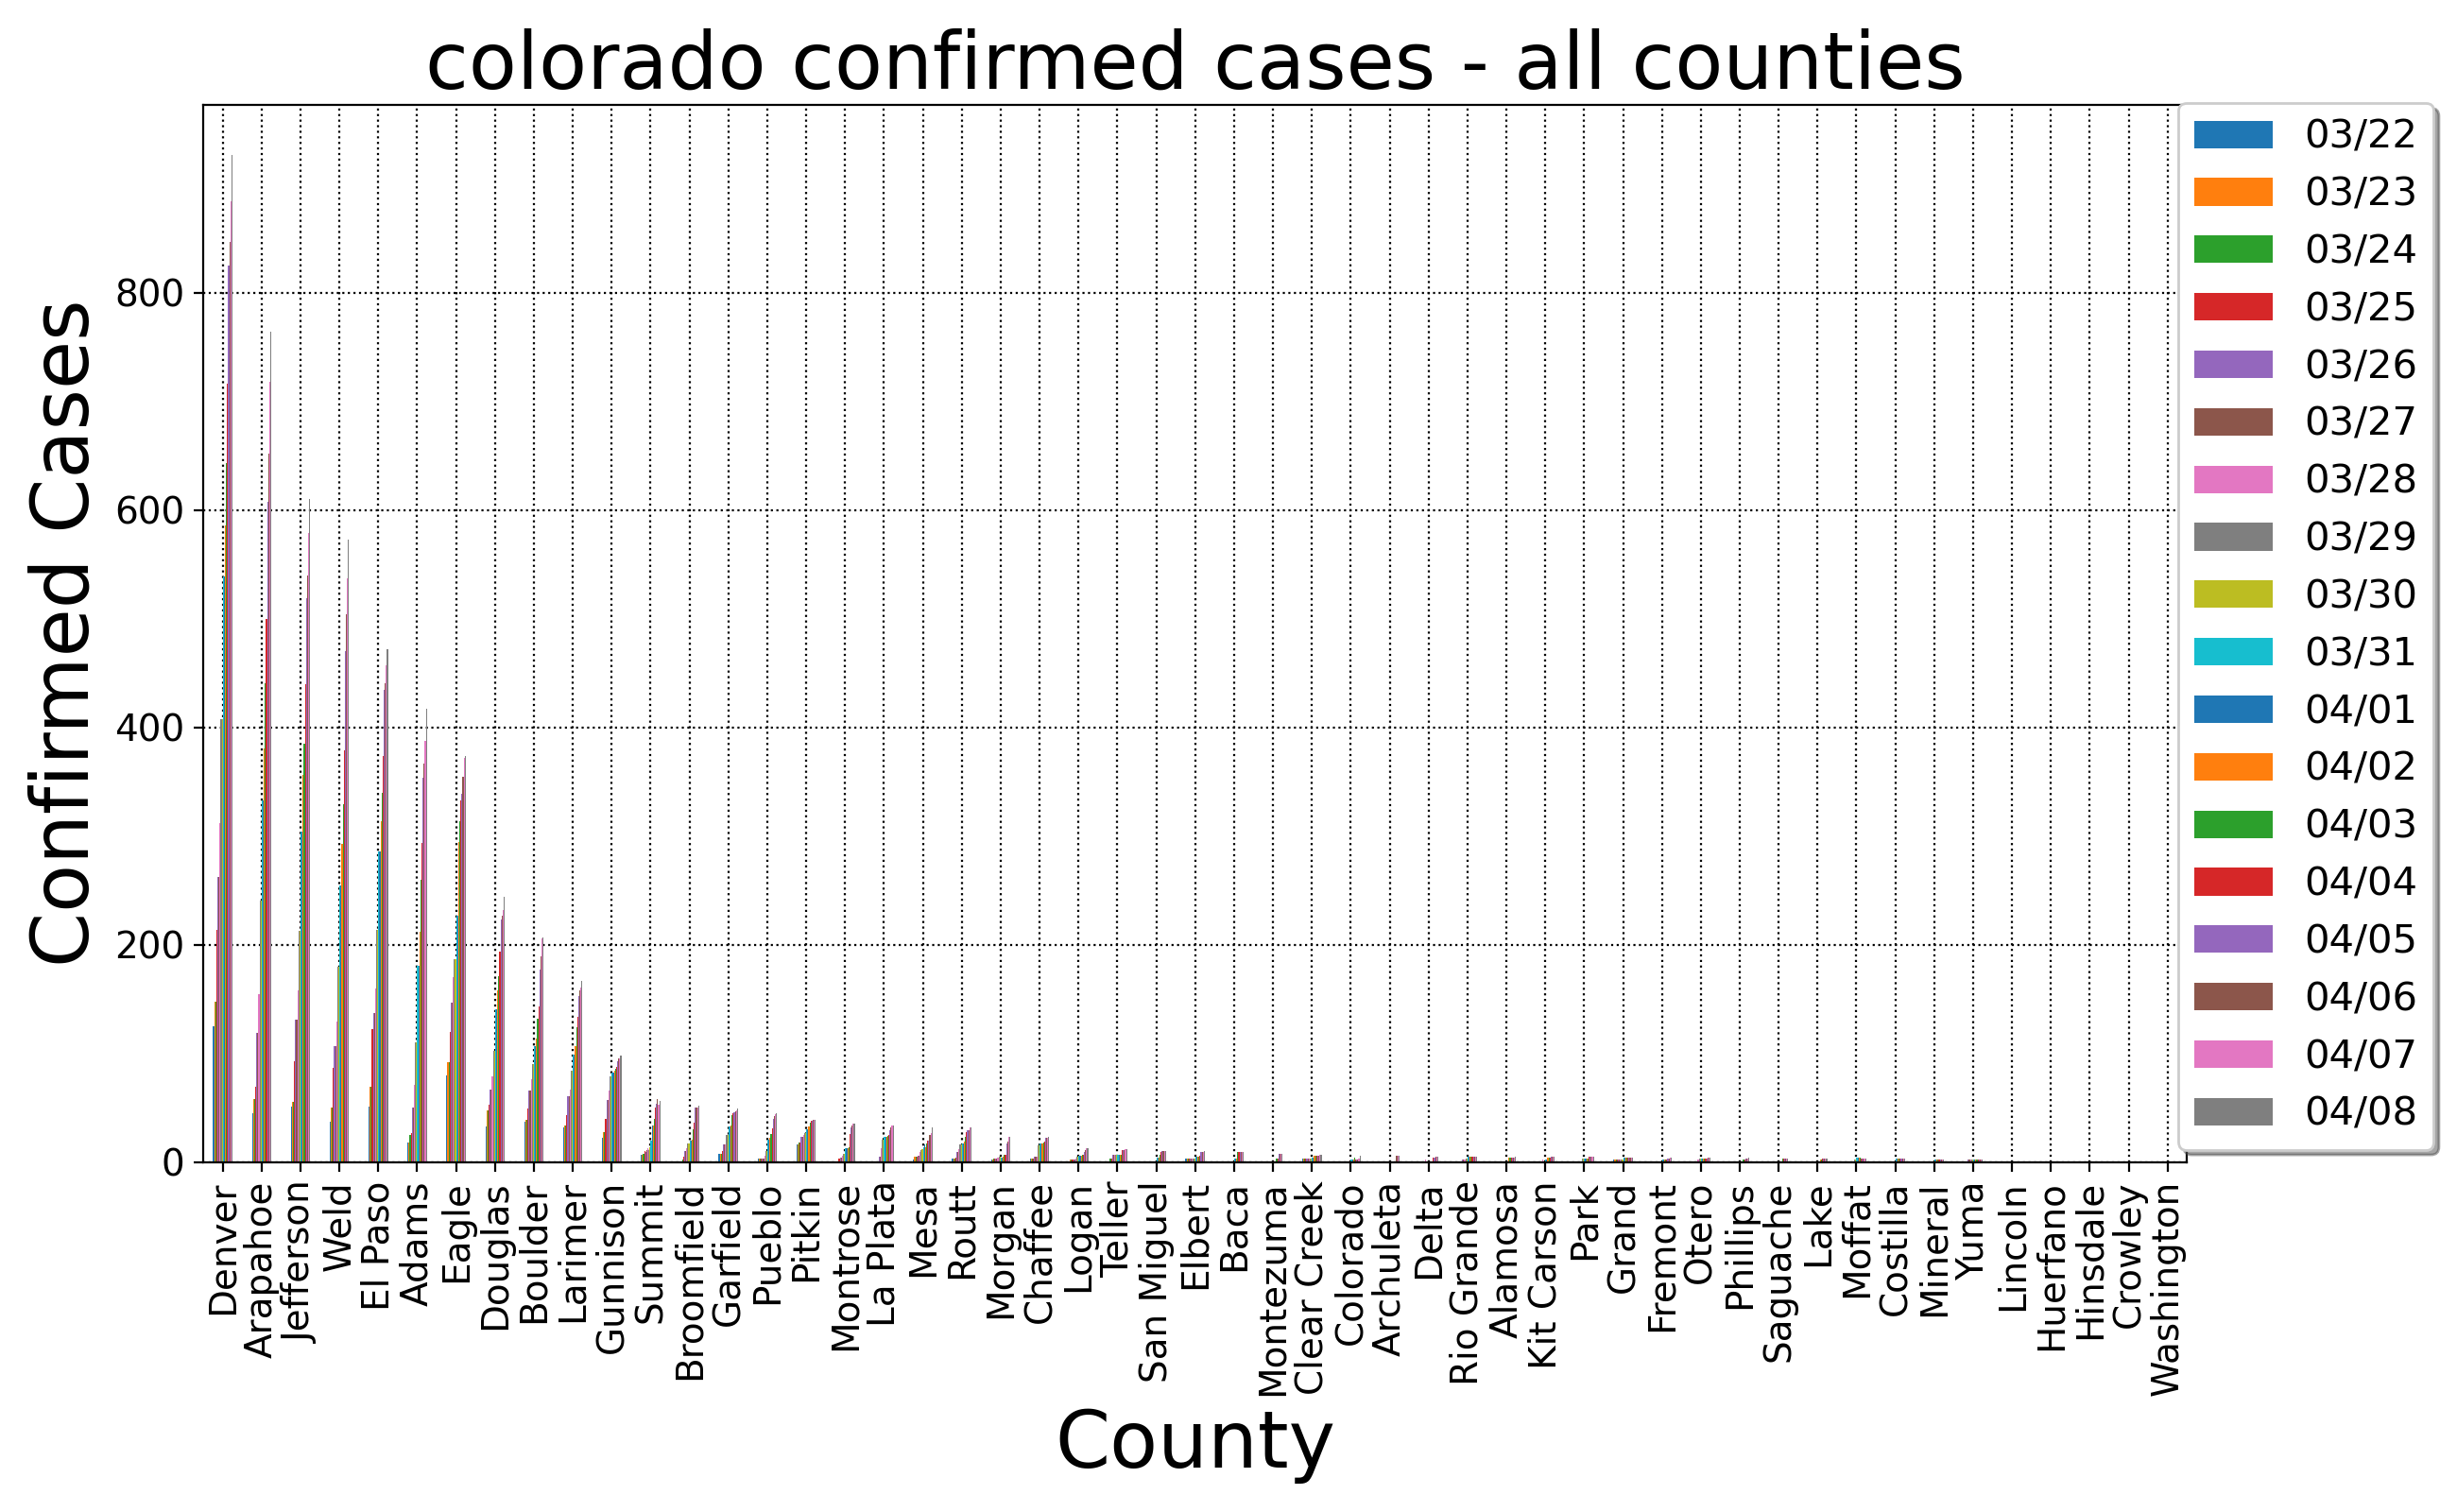 colorado confirmed cases - all counties
Confirmed Cases
800
600
400
200
0
Denver
Arapahoe
Jefferson
Weld
El Paso
Adams
Eagle
Douglas
Boulder
Larimer
Gunnison
Summit
Broomfield
Garfield
Pueblo
Pitkin
Montrose
La Plata
Mesa
Routt
Morgan
Chaffee
Logan
Teller
San Miguel
Elbert
Baca
Montezuma
Clear Creek
Colorado
Archuleta
Delta
Rio Grande
Alamosa
Kit Carson
Park
Grand
Fremont
Otero
Phillips
Saguache
Lake
Moffat
Costilla
Mineral
Yuma
Lincoln
Huerfano
Hinsdale
Crowley
Washington
County
03/22
03/23
03/24
03/25
03/26
03/27
03/28
03/29
03/30
03/31
04/01
04/02
04/03
04/04
04/05
04/06
04/07
04/08